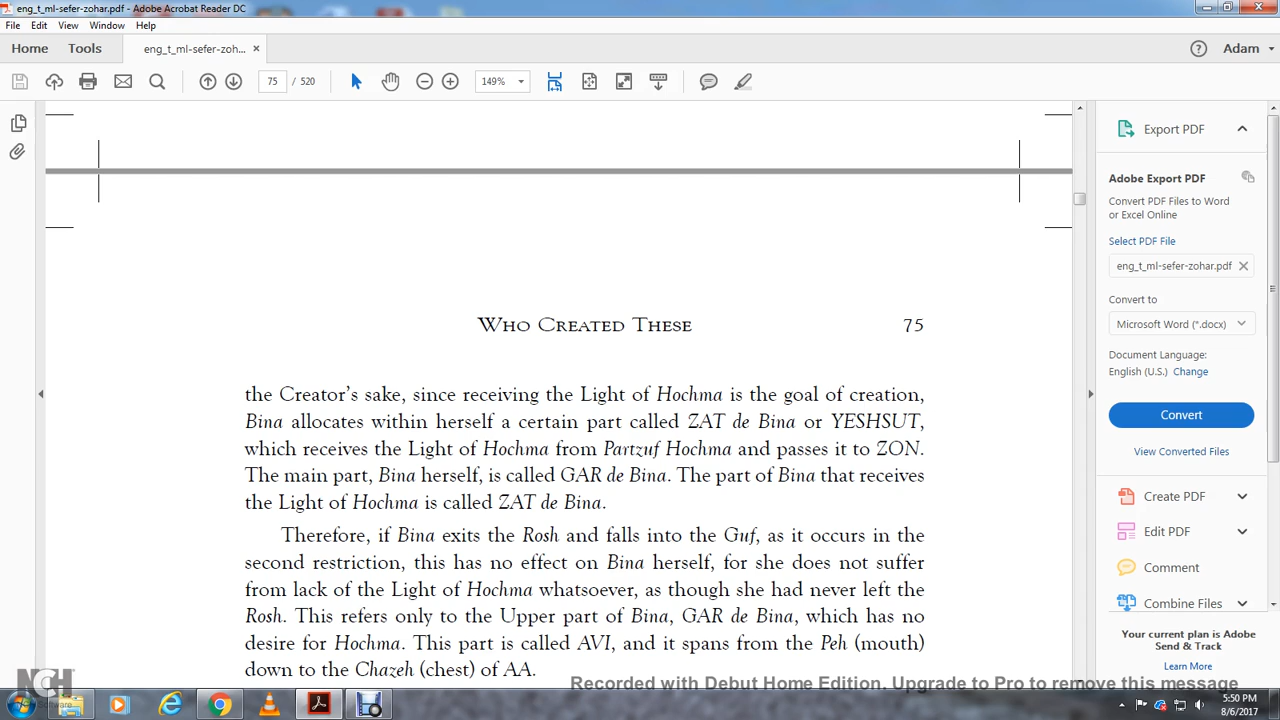 eng_t_ml-sefer-zohar.pdf - Adobe Acrobat Reader DC
File Edit View Window Help
Home Tools eng_t_ml-sefer-zoh... × Adam
75 / 520 149%
Export PDF
Adobe Export PDF
Convert PDF Files to Word
or Excel Online
Select PDF File
eng_t_ml-sefer-zohar.pdf
Convert to
Microsoft Word (*.docx)
Document Language:
English (U.S.) Change
Convert
View Converted Files
Create PDF
Edit PDF
Comment
Combine Files
Your current plan is Adobe
Send & Track
Learn More
Who Created These 75
the Creator's sake, since receiving the Light of Hochma is the goal of creation,
Bina allocates within herself a certain part called ZAT de Bina or YESHSUT,
which receives the Light of Hochma from Partzuf Hochma and passes it to ZON.
The main part, Bina herself, is called GAR de Bina. The part of Bina that receives
the Light of Hochma is called ZAT de Bina.
Therefore, if Bina exits the Rosh and falls into the Guf, as it occurs in the
second restriction, this has no effect on Bina herself, for she does not suffer
from lack of the Light of Hochma whatsoever, as though she had never left the
Rosh. This refers only to the Upper part of Bina, GAR de Bina, which has no
desire for Hochma. This part is called AVI, and it spans from the Peh (mouth)
down to the Chazeh (chest) of AA.
NCH Software
Recorded with Debut Home Edition. Upgrade to Pro to remove this message
5:50 PM
8/6/2017